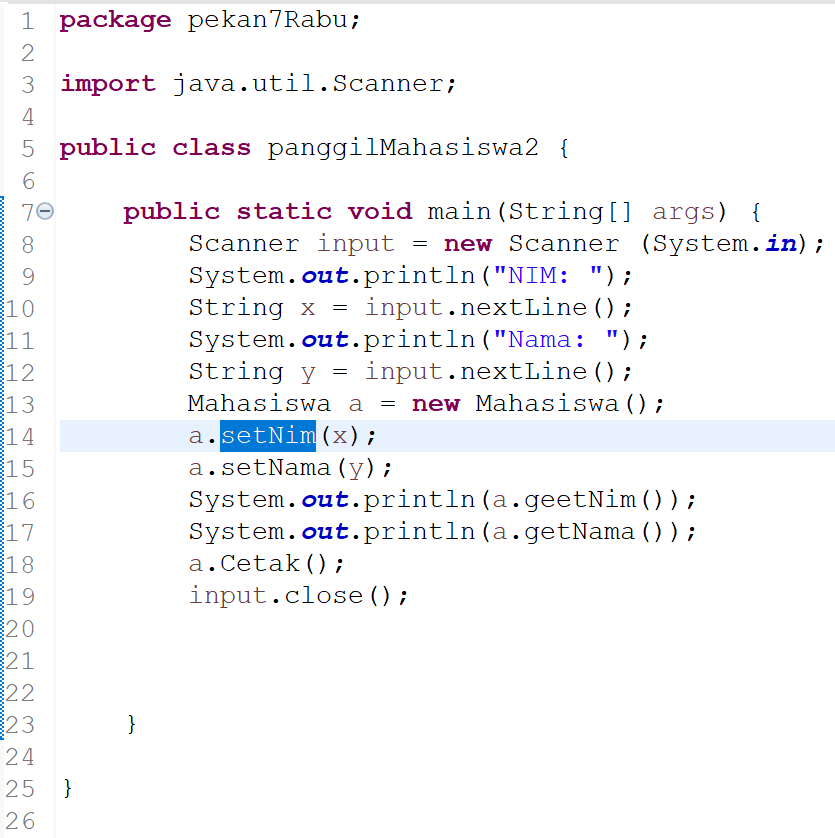 1 package pekan7Rabu;
2
3 import java.util.Scanner;
4
5 public class panggilMahasiswa2 {
6
7 public static void main(String[] args) {
8 Scanner input = new Scanner (System.in);
9 System.out.println("NIM: ");
10 String x = input.nextLine();
11 System.out.println("Nama: ");
12 String y = input.nextLine();
13 Mahasiswa a = new Mahasiswa();
14 a.setNim(x);
15 a.setNama(y);
16 System.out.println(a.geetNim());
17 System.out.println(a.getNama());
18 a.Cetak();
19 input.close();
20
21
22
23 }
24
25 }
26